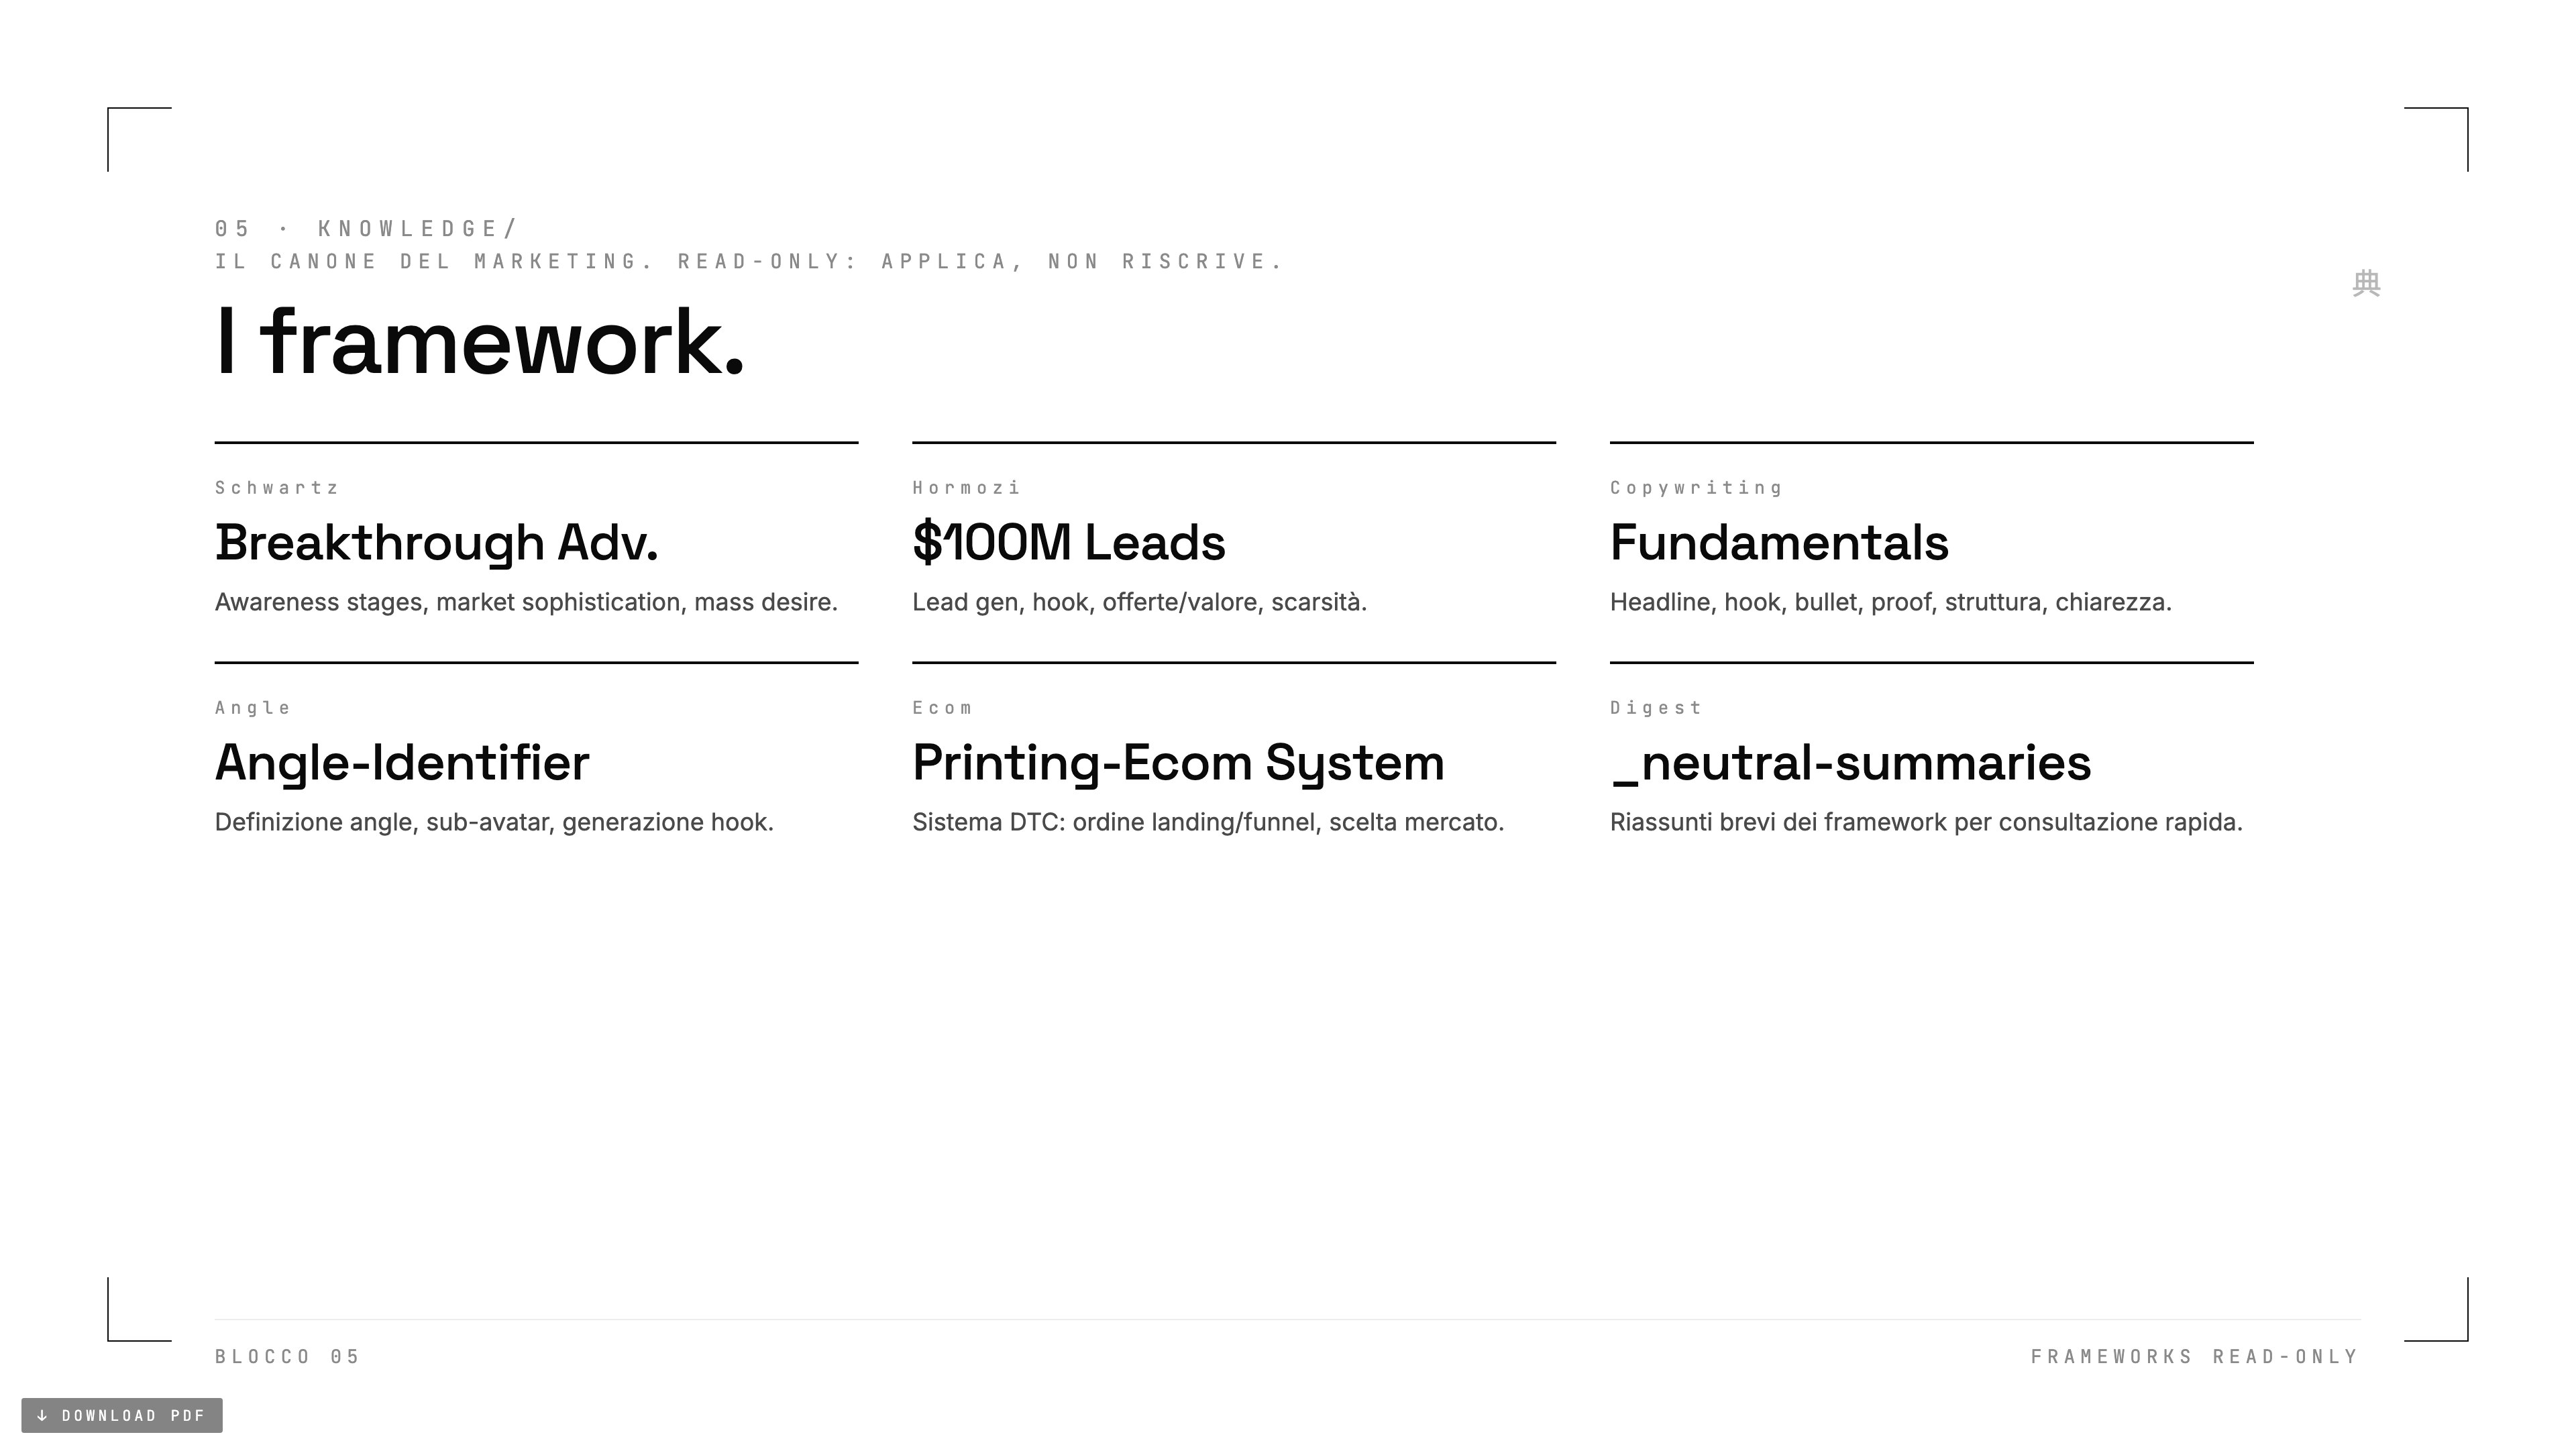 05 · KNOWLEDGE/
IL CANONE DEL MARKETING. READ-ONLY: APPLICA, NON RISCRIVE.
典
I framework.
Schwartz
Breakthrough Adv.
Awareness stages, market sophistication, mass desire.
Hormozi
$100M Leads
Lead gen, hook, offerte/valore, scarsità.
Copywriting
Fundamentals
Headline, hook, bullet, proof, struttura, chiarezza.
Angle
Angle-Identifier
Definizione angle, sub-avatar, generazione hook.
Ecom
Printing-Ecom System
Sistema DTC: ordine landing/funnel, scelta mercato.
Digest
_neutral-summaries
Riassunti brevi dei framework per consultazione rapida.
BLOCCO 05
FRAMEWORKS READ-ONLY
↓ DOWNLOAD PDF